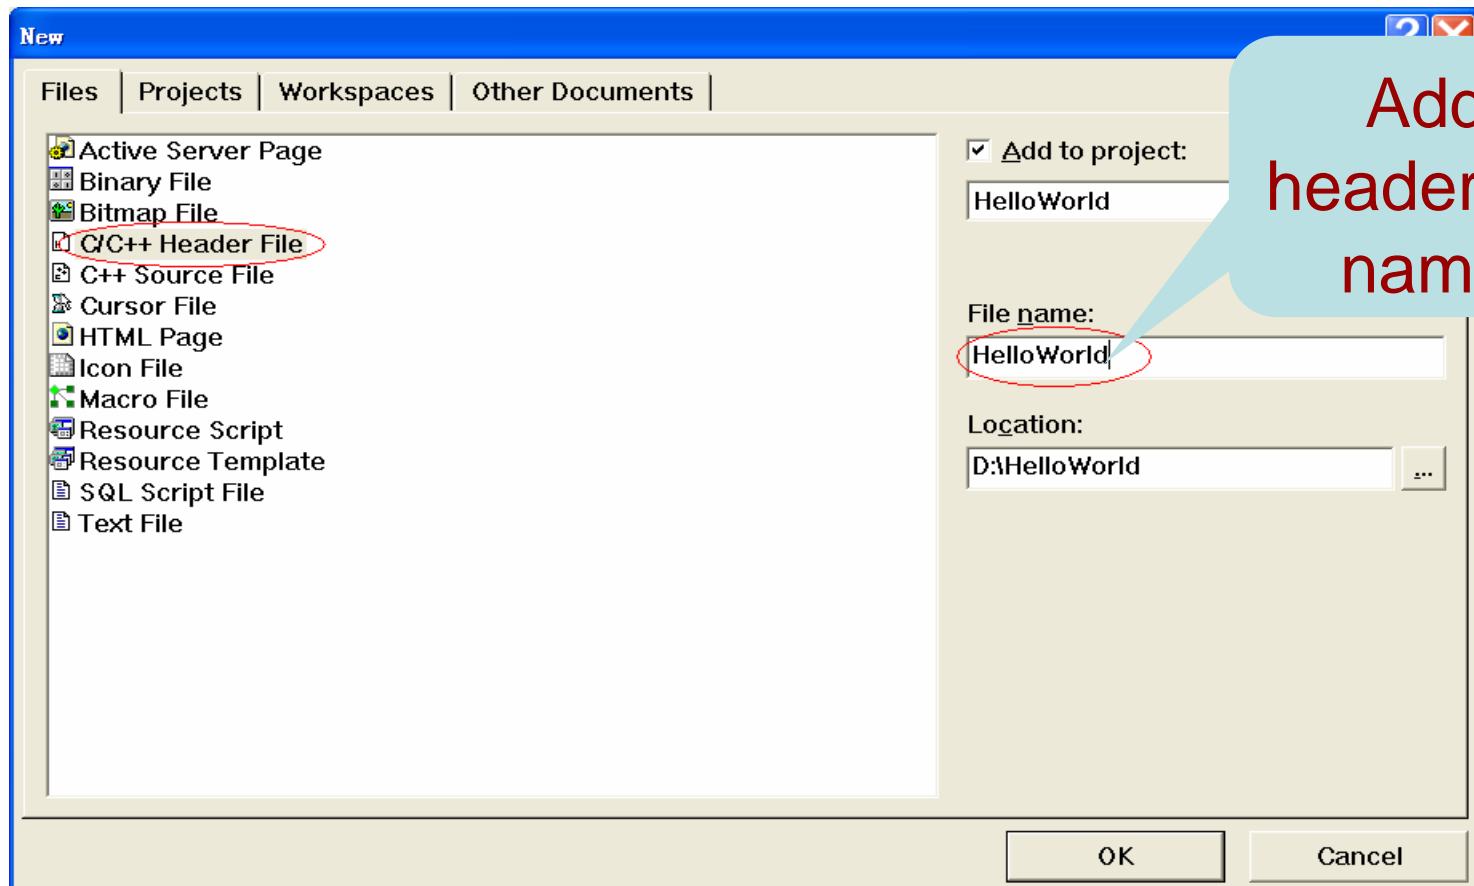 New
Files
Projects
Workspaces
Other Documents
Active Server Page
Binary File
Bitmap File
C/C++ Header File
C++ Source File
Cursor File
HTML Page
Icon File
Macro File
Resource Script
Resource Template
SQL Script File
Text File
Add to project:
HelloWorld
File name:
HelloWorld
Location:
D:\HelloWorld
...
OK
Cancel
header